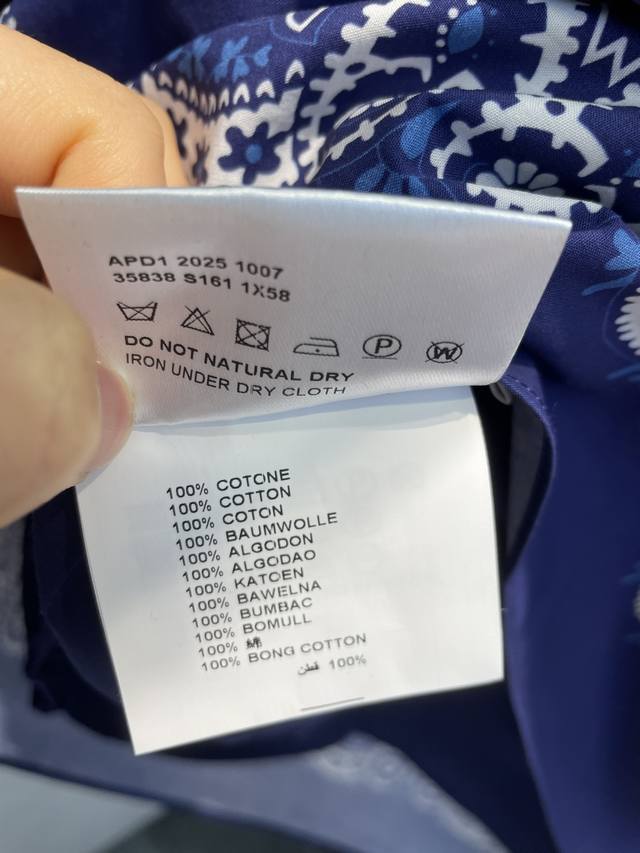 APD1 2025 1007
35838 S161 1X58
P
W
DO NOT NATURAL DRY
IRON UNDER DRY CLOTH
100% COTONE
100% COTTON
100% COTON
100% BAUMWOLLE
100% ALGODON
100% ALGODAO
100% KATOEN
100% BAWELNA
100% BUMBAC
100% BOMULL
100%
100% BONG COTTON
100% قطن